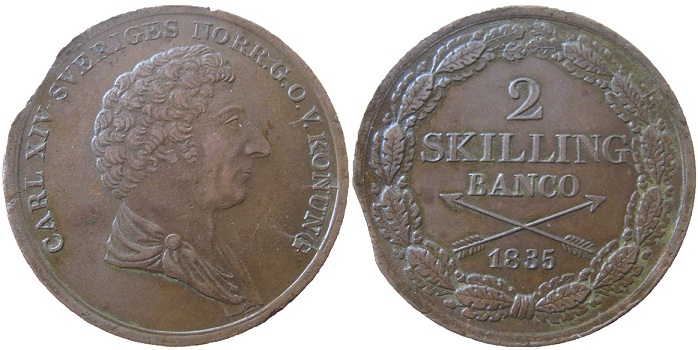 CARL XIV SVERIGES NORR.G.O.V.KONUNG
2
SKILLING
BANCO
1835